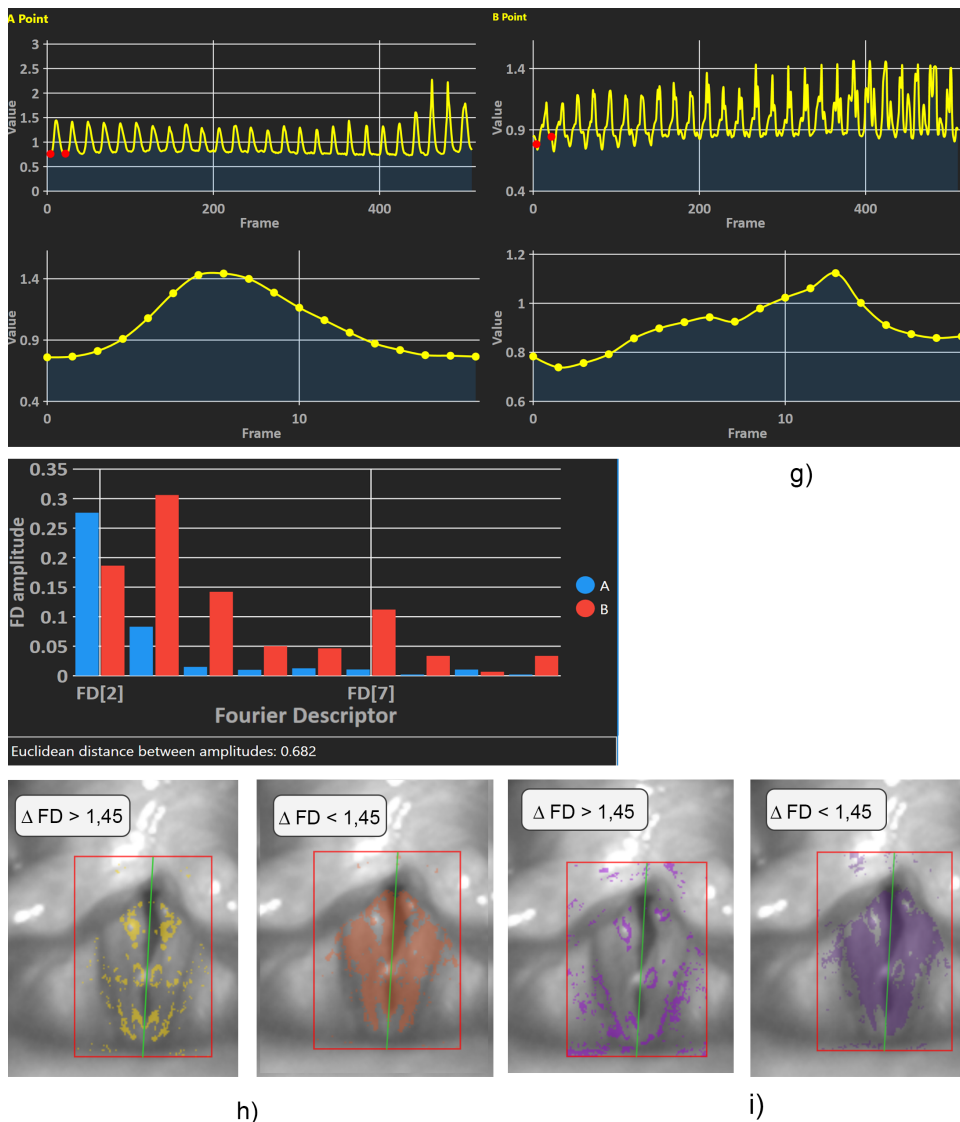 A Point
3
2.5
2
1.5
1
0.5
0
Value
0
200
400
Frame
B Point
1.4
0.9
0.4
Value
0
200
400
Frame
1.4
0.9
0.4
Value
0
10
Frame
1.2
1
0.8
0.6
Value
0
10
Frame
g)
0.35
0.3
0.25
0.2
0.15
0.1
0.05
0
FD amplitude
FD[2]
FD[7]
Fourier Descriptor
A
B
Euclidean distance between amplitudes: 0.682
Δ FD > 1,45
Δ FD < 1,45
Δ FD > 1,45
Δ FD < 1,45
h)
i)